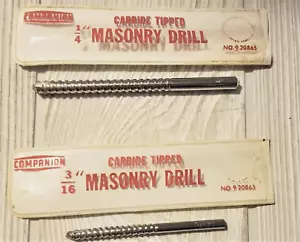 COMPANION
CARBIDE TIPPED
1/4" MASONRY DRILL
NO. 9 20865
COMPANION
CARBIDE TIPPED
3/16" MASONRY DRILL
NO. 9 20863